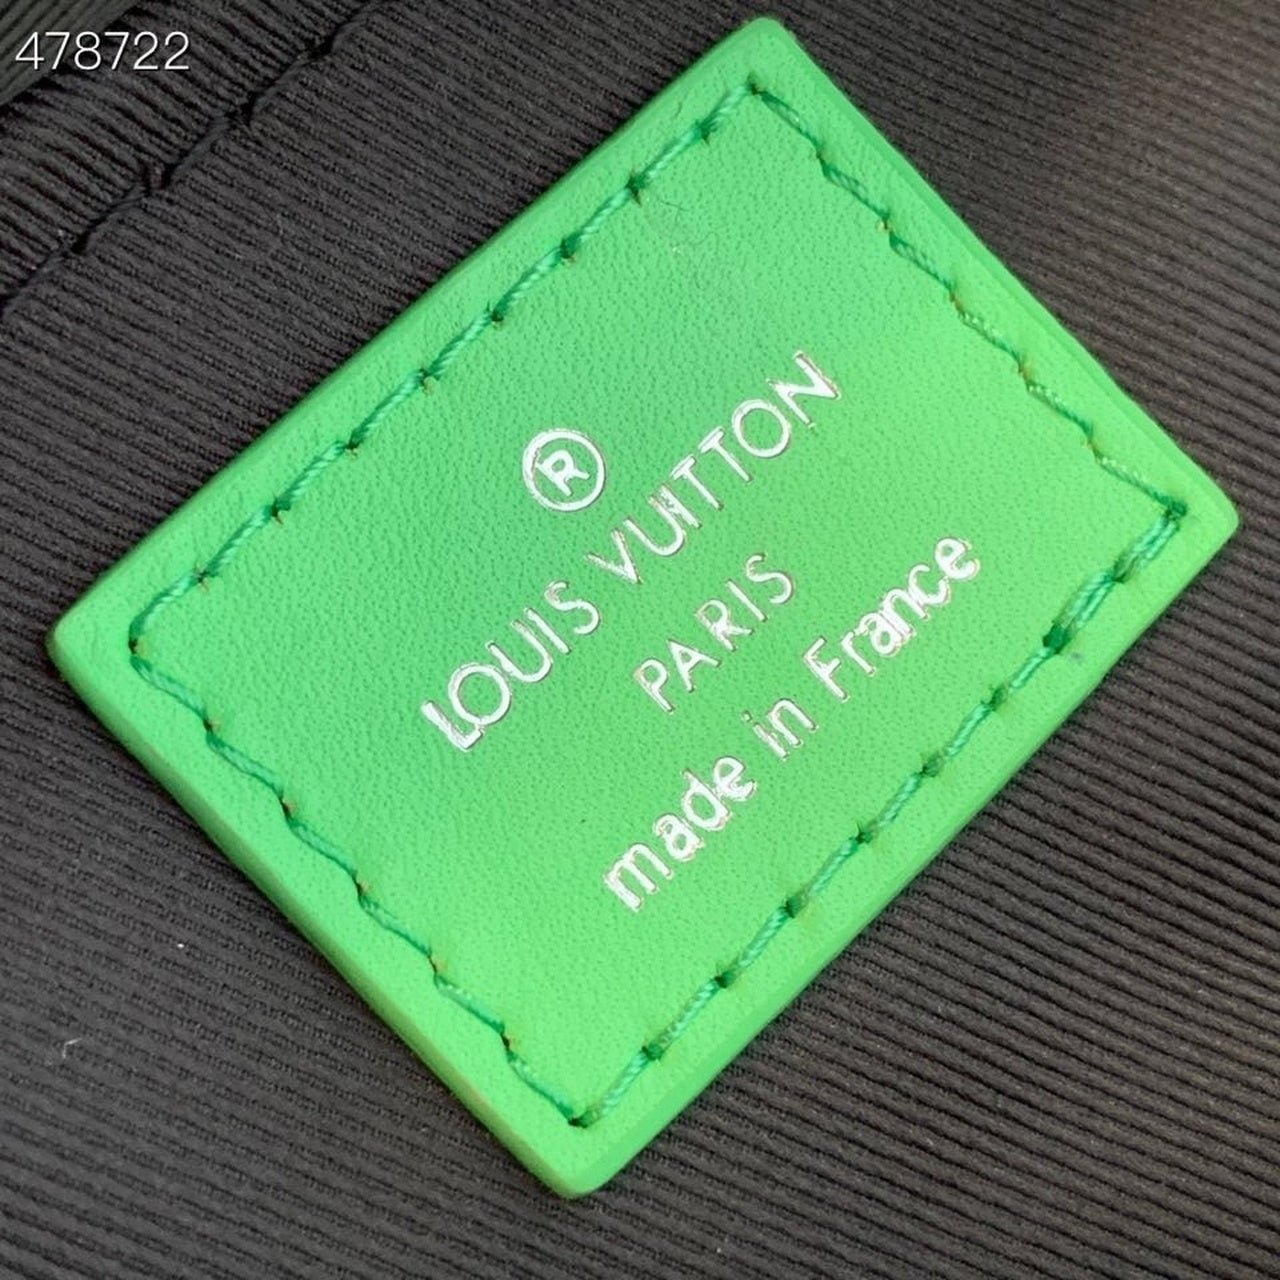 478722
®
LOUIS VUITTON
PARIS
made in France